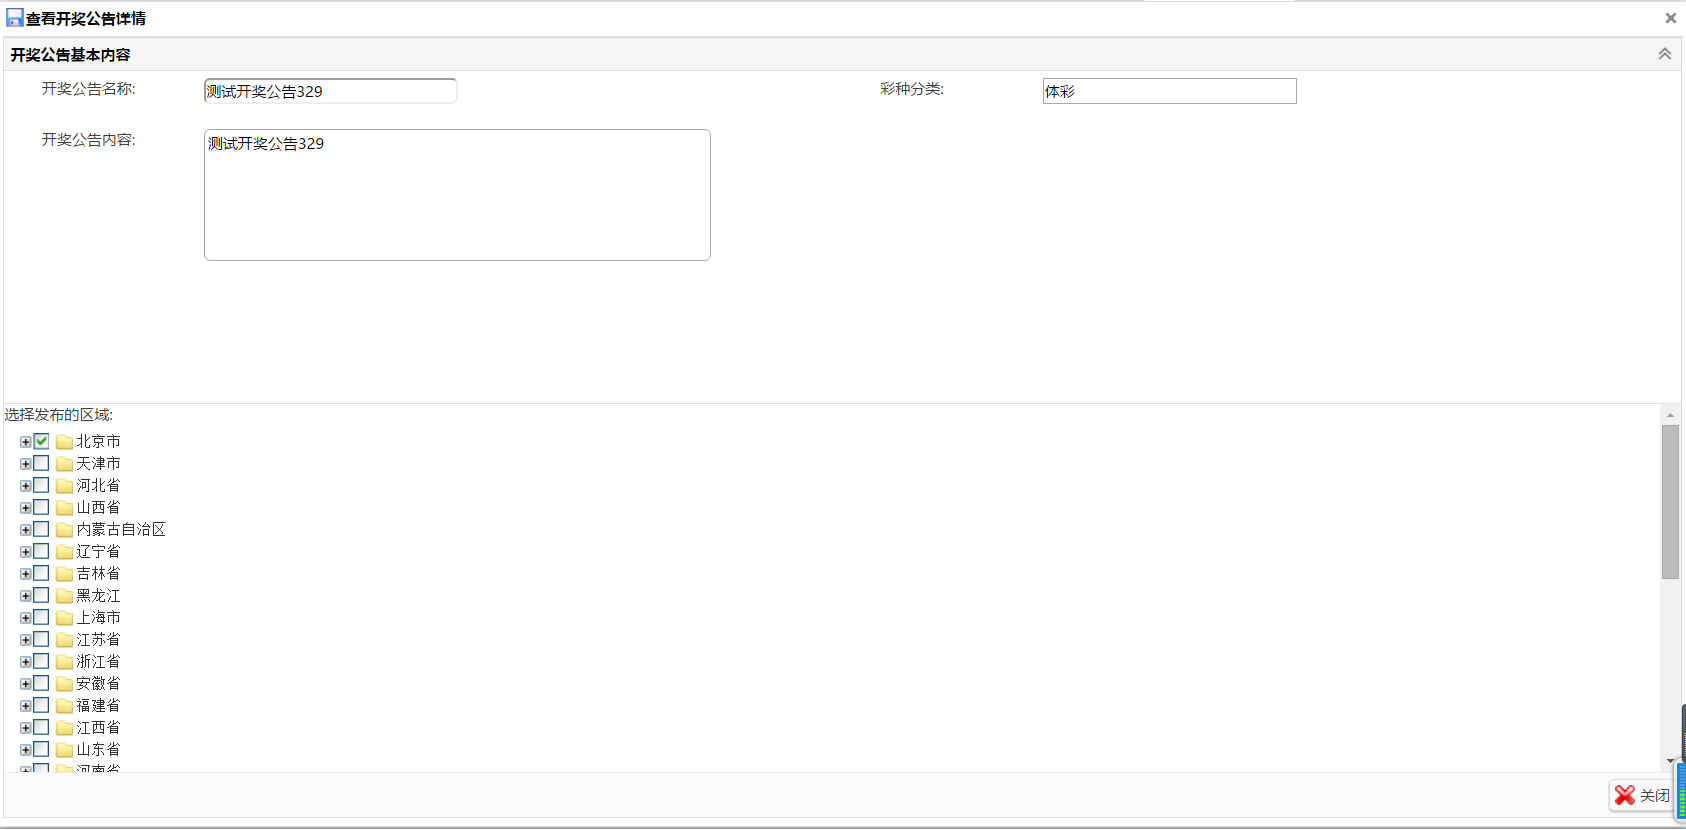 查看开奖公告详情
开奖公告基本内容
开奖公告名称: 测试开奖公告329 彩种分类: 体彩
开奖公告内容: 测试开奖公告329
选择发布的区域:
北京市
天津市
河北省
山西省
内蒙古自治区
辽宁省
吉林省
黑龙江
上海市
江苏省
浙江省
安徽省
福建省
江西省
山东省
河南省
关闭